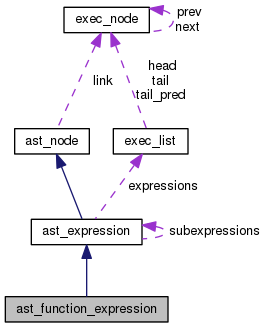 exec_node
prev
next
head
tail
tail_pred
link
ast_node
exec_list
expressions
ast_expression
subexpressions
ast_function_expression